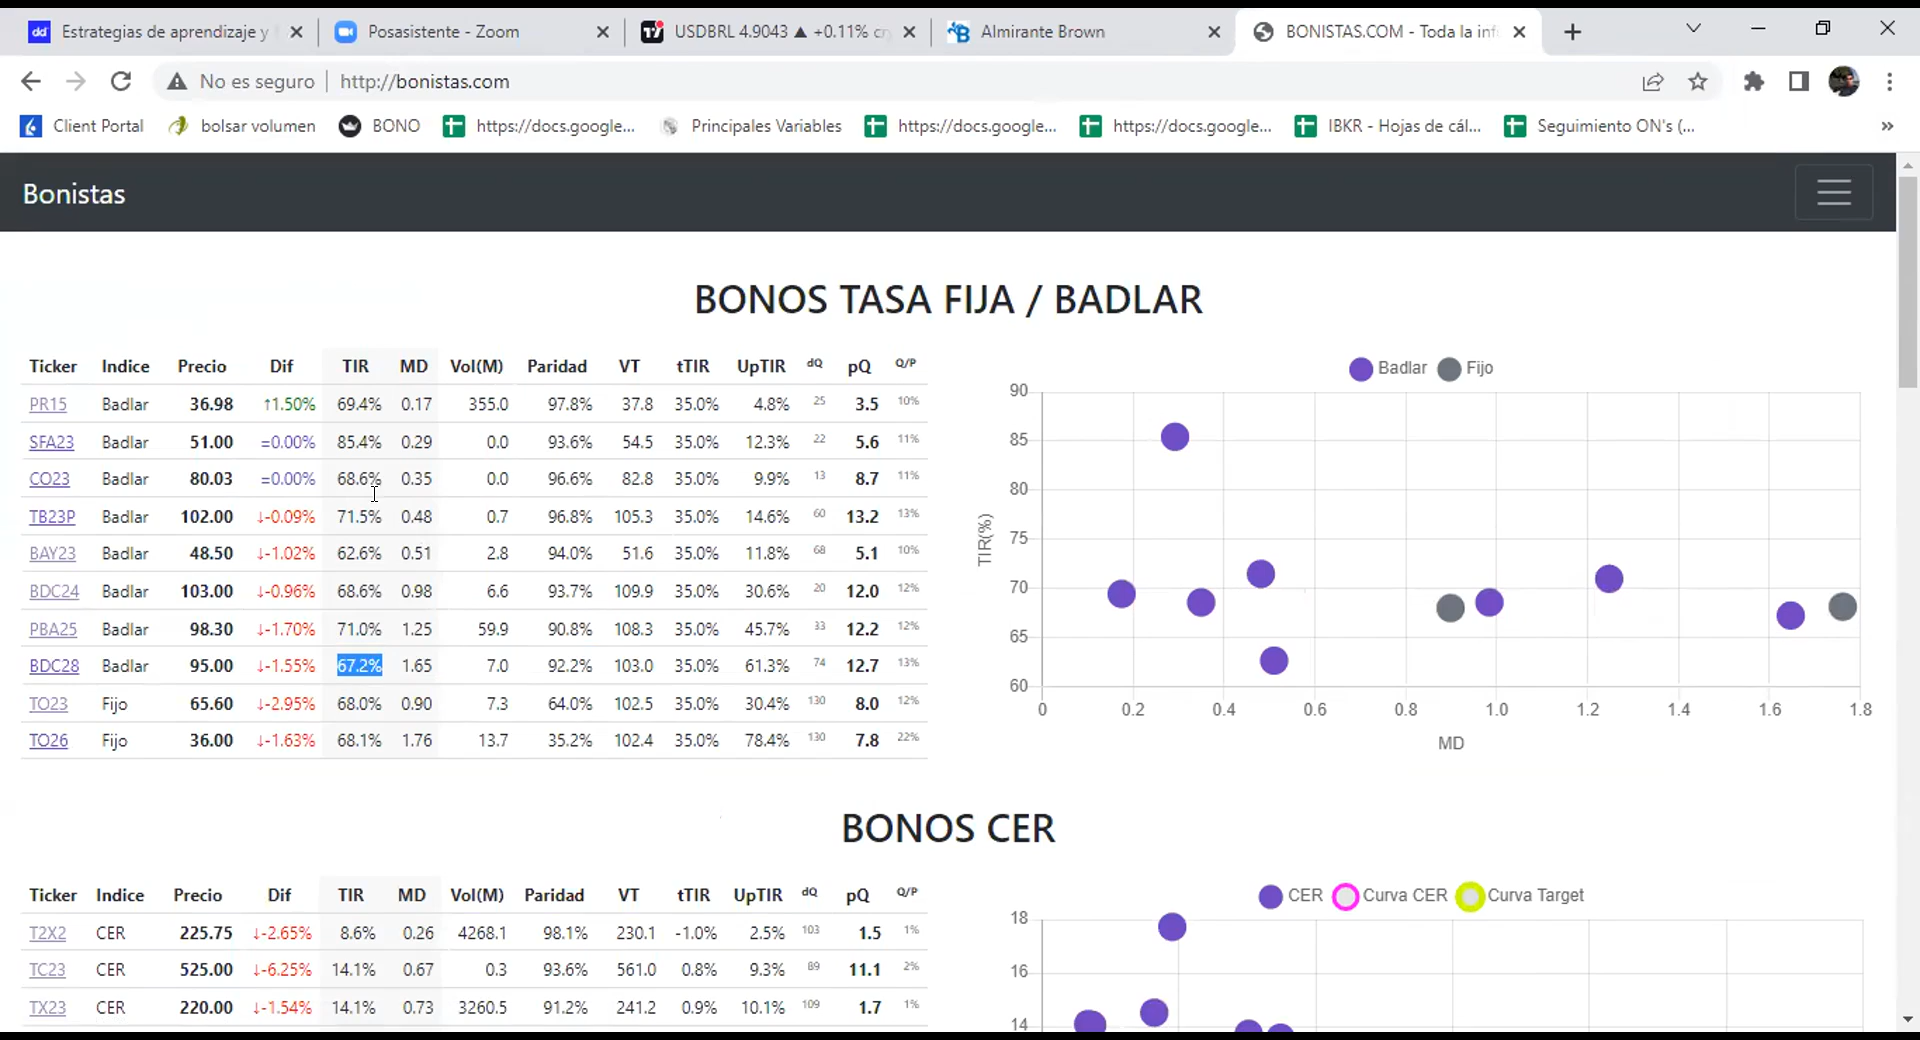 Estrategias de aprendizaje y
Posasistente - Zoom
USDBRL 4.9043 ▲ +0.11%
Almirante Brown
BONISTAS.COM - Toda la inf
No es seguro
http://bonistas.com
Client Portal
bolsar volumen
BONO
https://docs.google...
Principales Variables
https://docs.google...
https://docs.google...
IBKR - Hojas de cál...
Seguimiento ON's (...
»
Bonistas
BONOS TASA FIJA / BADLAR
Ticker Indice Precio Dif TIR MD Vol(M) Paridad VT tTIR UpTIR dQ pQ Q/P
PR15 Badlar 36.98 ↑1.50% 69.4% 0.17 355.0 97.8% 37.8 35.0% 4.8% 25 3.5 10%
SFA23 Badlar 51.00 =0.00% 85.4% 0.29 0.0 93.6% 54.5 35.0% 12.3% 22 5.6 11%
CO23 Badlar 80.03 =0.00% 68.6% 0.35 0.0 96.6% 82.8 35.0% 9.9% 13 8.7 11%
TB23P Badlar 102.00 ↓-0.09% 71.5% 0.48 0.7 96.8% 105.3 35.0% 14.6% 60 13.2 13%
BAY23 Badlar 48.50 ↓-1.02% 62.6% 0.51 2.8 94.0% 51.6 35.0% 11.8% 68 5.1 10%
BDC24 Badlar 103.00 ↓-0.96% 68.6% 0.98 6.6 93.7% 109.9 35.0% 30.6% 20 12.0 12%
PBA25 Badlar 98.30 ↓-1.70% 71.0% 1.25 59.9 90.8% 108.3 35.0% 45.7% 33 12.2 12%
BDC28 Badlar 95.00 ↓-1.55% 67.2% 1.65 7.0 92.2% 103.0 35.0% 61.3% 74 12.7 13%
TO23 Fijo 65.60 ↓-2.95% 68.0% 0.90 7.3 64.0% 102.5 35.0% 30.4% 130 8.0 12%
TO26 Fijo 36.00 ↓-1.63% 68.1% 1.76 13.7 35.2% 102.4 35.0% 78.4% 130 7.8 22%
Badlar Fijo
90
85
80
75
70
65
60
TIR(%)
0 0.2 0.4 0.6 0.8 1.0 1.2 1.4 1.6 1.8
MD
BONOS CER
Ticker Indice Precio Dif TIR MD Vol(M) Paridad VT tTIR UpTIR dQ pQ Q/P
T2X2 CER 225.75 ↓-2.65% 8.6% 0.26 4268.1 98.1% 230.1 -1.0% 2.5% 103 1.5 1%
TC23 CER 525.00 ↓-6.25% 14.1% 0.67 0.3 93.6% 561.0 0.8% 9.3% 89 11.1 2%
TX23 CER 220.00 ↓-1.54% 14.1% 0.73 3260.5 91.2% 241.2 0.9% 10.1% 109 1.7 1%
CER Curva CER Curva Target
18
16
14